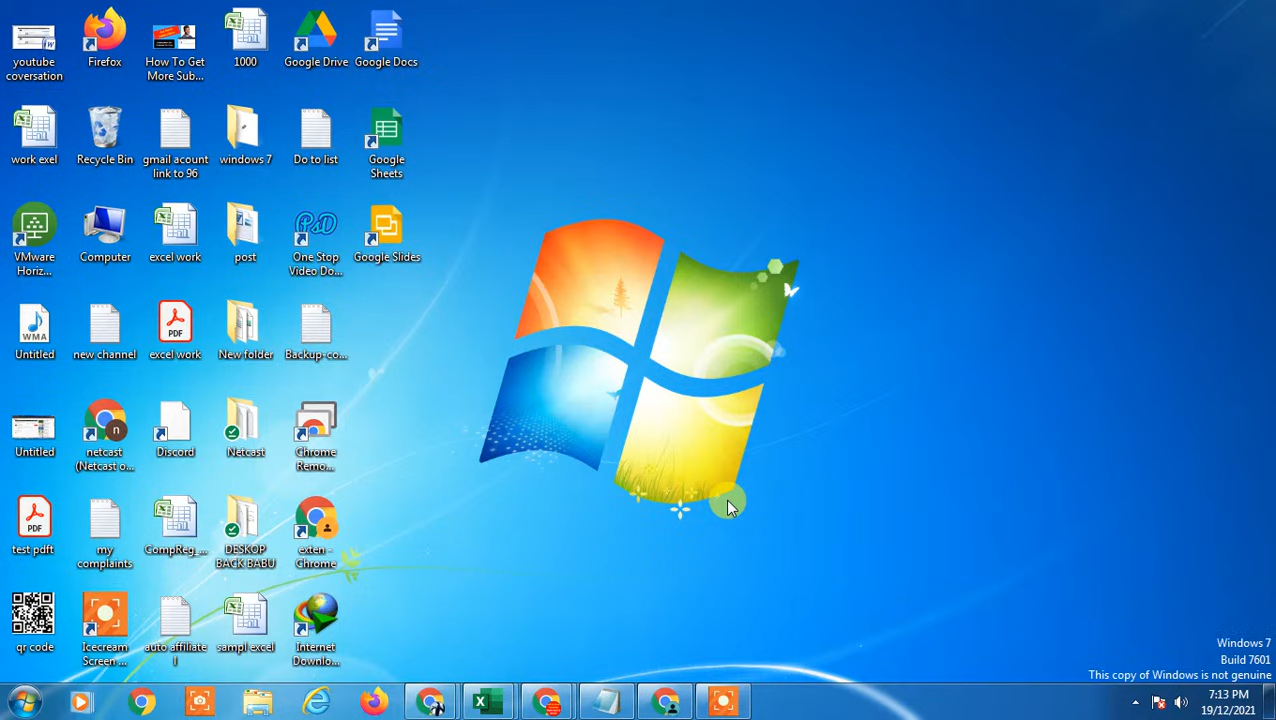 youtube
coversation
Firefox
How To Get
More Sub...
1000
Google Drive
Google Docs
work exel
Recycle Bin
gmail acount
link to 96
windows 7
Do to list
Google
Sheets
VMware
Horiz...
Computer
excel work
post
PSD
One Stop
Video Do...
Google Slides
WMA
Untitled
new channel
PDF
excel work
New folder
Backup-co...
Untitled
n
netcast
(Netcast o...
Discord
Netcast
Chrome
Remo...
PDF
test pdft
my
complaints
CompReg_...
DESKOP
BACK BABU
exten -
Chrome
qr code
Icecream
Screen ...
auto affiliate
l
sampl excel
Internet
Downlo...
Windows 7
Build 7601
This copy of Windows is not genuine
7:13 PM
19/12/2021